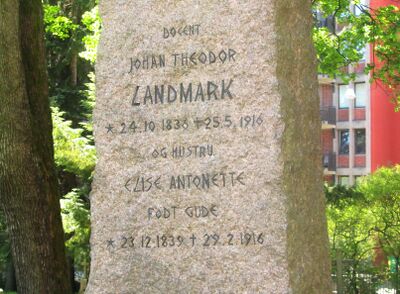 DOCENT
JOHAN THEODOR
LANDMARK
* 24.10 1836 † 25.5.1916
OG HUSTRU
ELISE ANTONETTE
FØDT GUDE
* 23.12.1839 † 29.2.1916